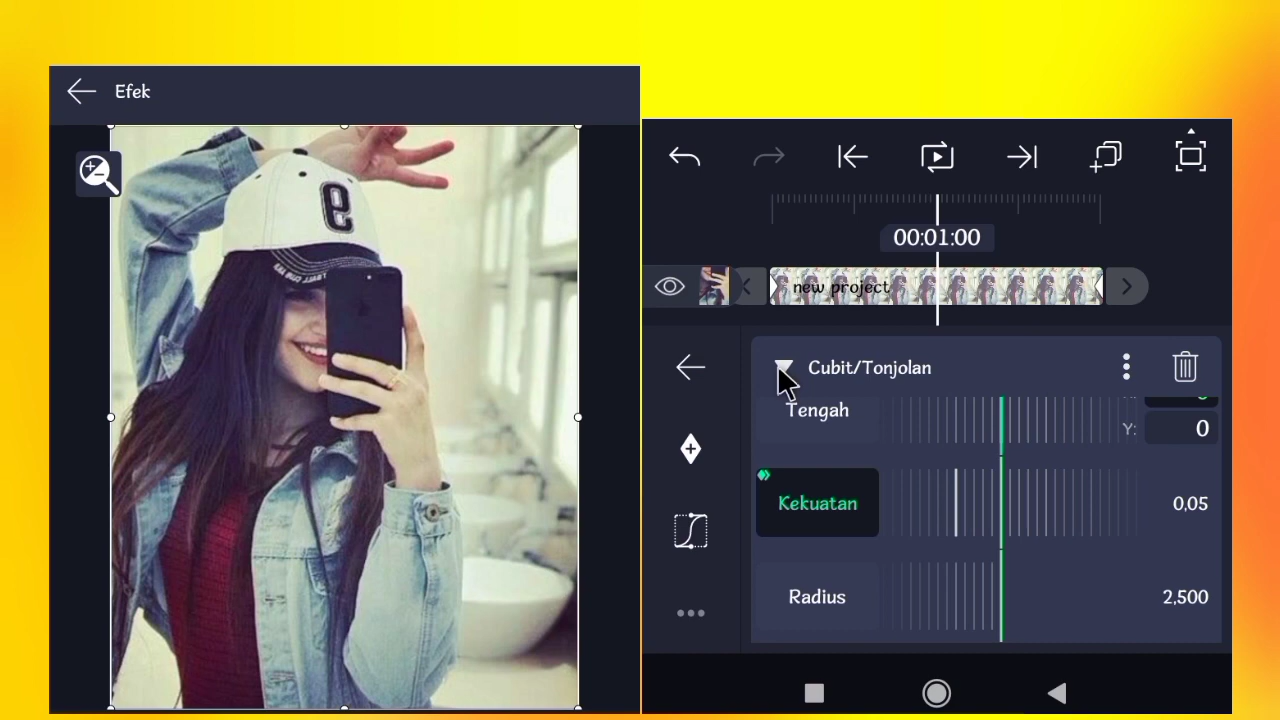 Efek
e
00:01:00
new project
Cubit/Tonjolan
Tengah
Y:
0
Kekuatan
0,05
Radius
2,500